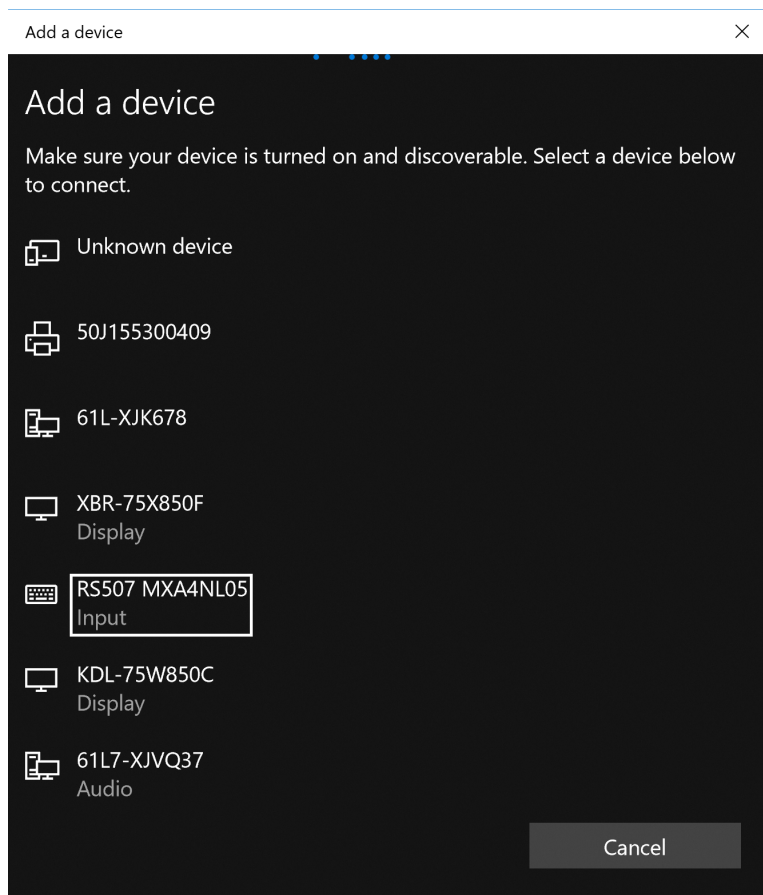 Add a device
Add a device
Make sure your device is turned on and discoverable. Select a device below
to connect.
Unknown device
50J155300409
61L-XJK678
XBR-75X850F
Display
RS507 MXA4NL05
Input
KDL-75W850C
Display
61L7-XJVQ37
Audio
Cancel